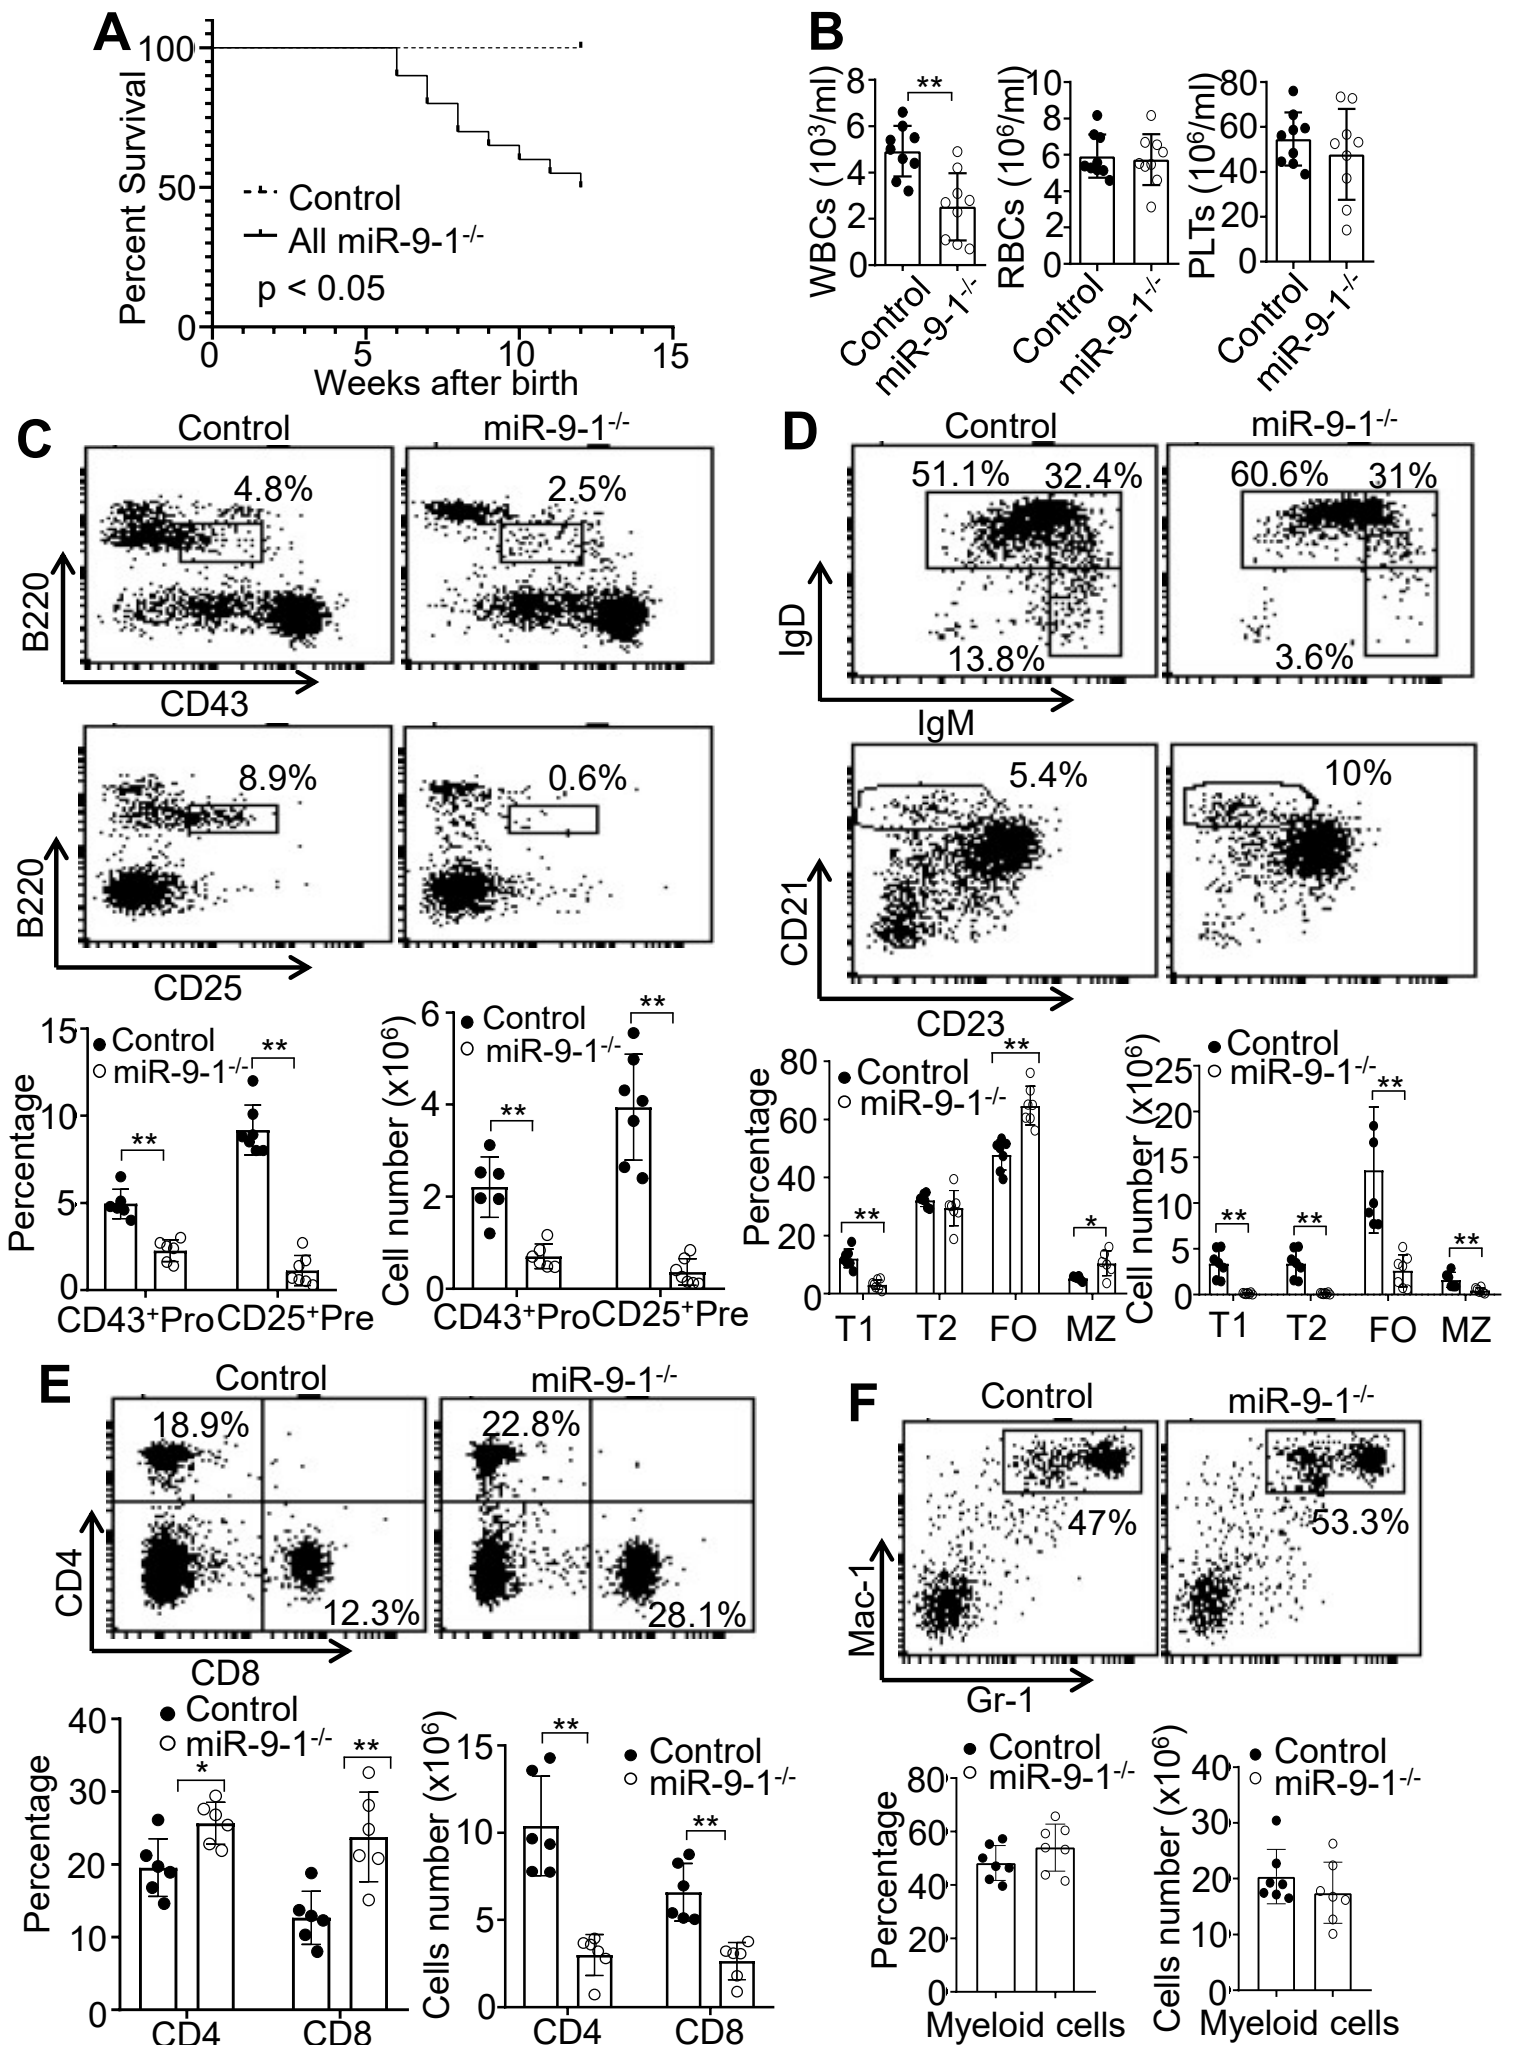 A
Percent Survival
100
50
0
Control
All miR-9-1-/-
p < 0.05
0 5 10 15
Weeks after birth
B
WBCs (10³/ml)
8
6
4
2
0
**
Control
miR-9-1-/-
RBCs (10⁶/ml)
10
8
6
4
2
0
Control
miR-9-1-/-
PLTs (10⁶/ml)
80
60
40
20
0
Control
miR-9-1-/-
C
Control miR-9-1-/-
4.8% 2.5%
B220
CD43
8.9% 0.6%
B220
CD25
Percentage
15
10
5
0
Control
miR-9-1-/-
** **
CD43⁺Pro CD25⁺Pre
Cell number (x10⁶)
6
4
2
0
Control
miR-9-1-/-
** **
CD43⁺Pro CD25⁺Pre
D
Control miR-9-1-/-
51.1% 32.4% 60.6% 31%
13.8% 3.6%
IgD
IgM
5.4% 10%
CD21
CD23
Percentage
80
60
40
20
0
Control
miR-9-1-/-
** ** *
T1 T2 FO MZ
Cell number (x10⁶)
25
20
15
10
5
0
Control
miR-9-1-/-
** ** ** **
T1 T2 FO MZ
E
Control miR-9-1-/-
18.9% 22.8%
12.3% 28.1%
CD4
CD8
Percentage
40
30
20
10
0
Control
miR-9-1-/-
* **
CD4 CD8
Cells number (x10⁶)
15
10
5
0
Control
miR-9-1-/-
** **
CD4 CD8
F
Control miR-9-1-/-
47% 53.3%
Mac-1
Gr-1
Percentage
80
60
40
20
0
Control
miR-9-1-/-
Myeloid cells
Cells number (x10⁶)
40
30
20
10
0
Control
miR-9-1-/-
Myeloid cells